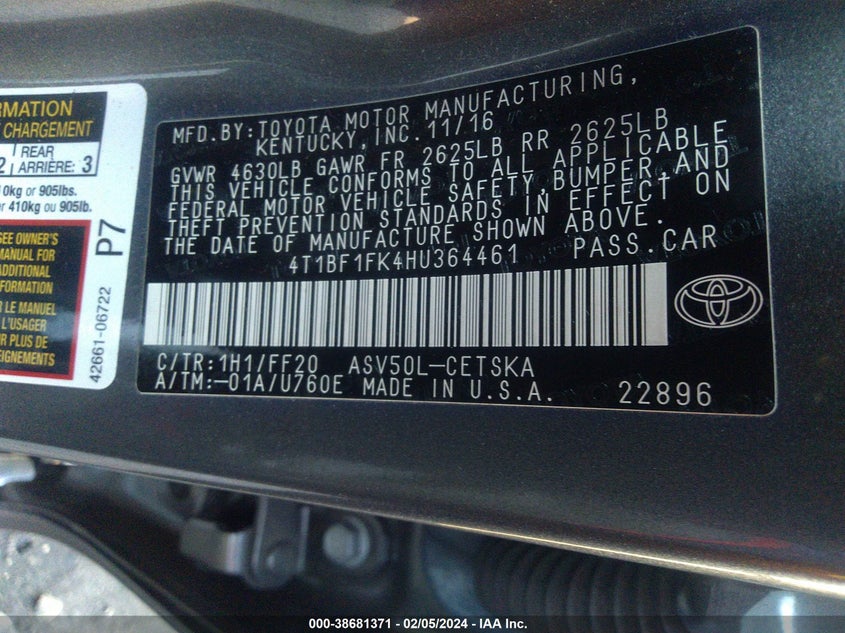 RMATION
CHARGEMENT
2 REAR
ARRIÈRE: 3
0kg or 905lbs.
410kg ou 905lb.
SEE OWNER'S
MANUAL FOR
ADDITIONAL
INFORMATION
LE MANUEL
L'USAGER
PLUS DE
P7
42661-06722
MFD.BY:TOYOTA MOTOR MANUFACTURING,
KENTUCKY,INC.11/16
GVWR 4630LB GAWR FR 2625LB RR 2625LB
THIS VEHICLE CONFORMS TO ALL APPLICABLE
FEDERAL MOTOR VEHICLE SAFETY,BUMPER,AND
THEFT PREVENTION STANDARDS IN EFFECT ON
THE DATE OF MANUFACTURE SHOWN ABOVE.
4T1BF1FK4HU364461 PASS.CAR
C/TR:1H1/FF20 ASV50L-CETSKA
A/TM:-01A/U760E MADE IN U.S.A. 22896
000-38681371 - 02/05/2024 - IAA Inc.